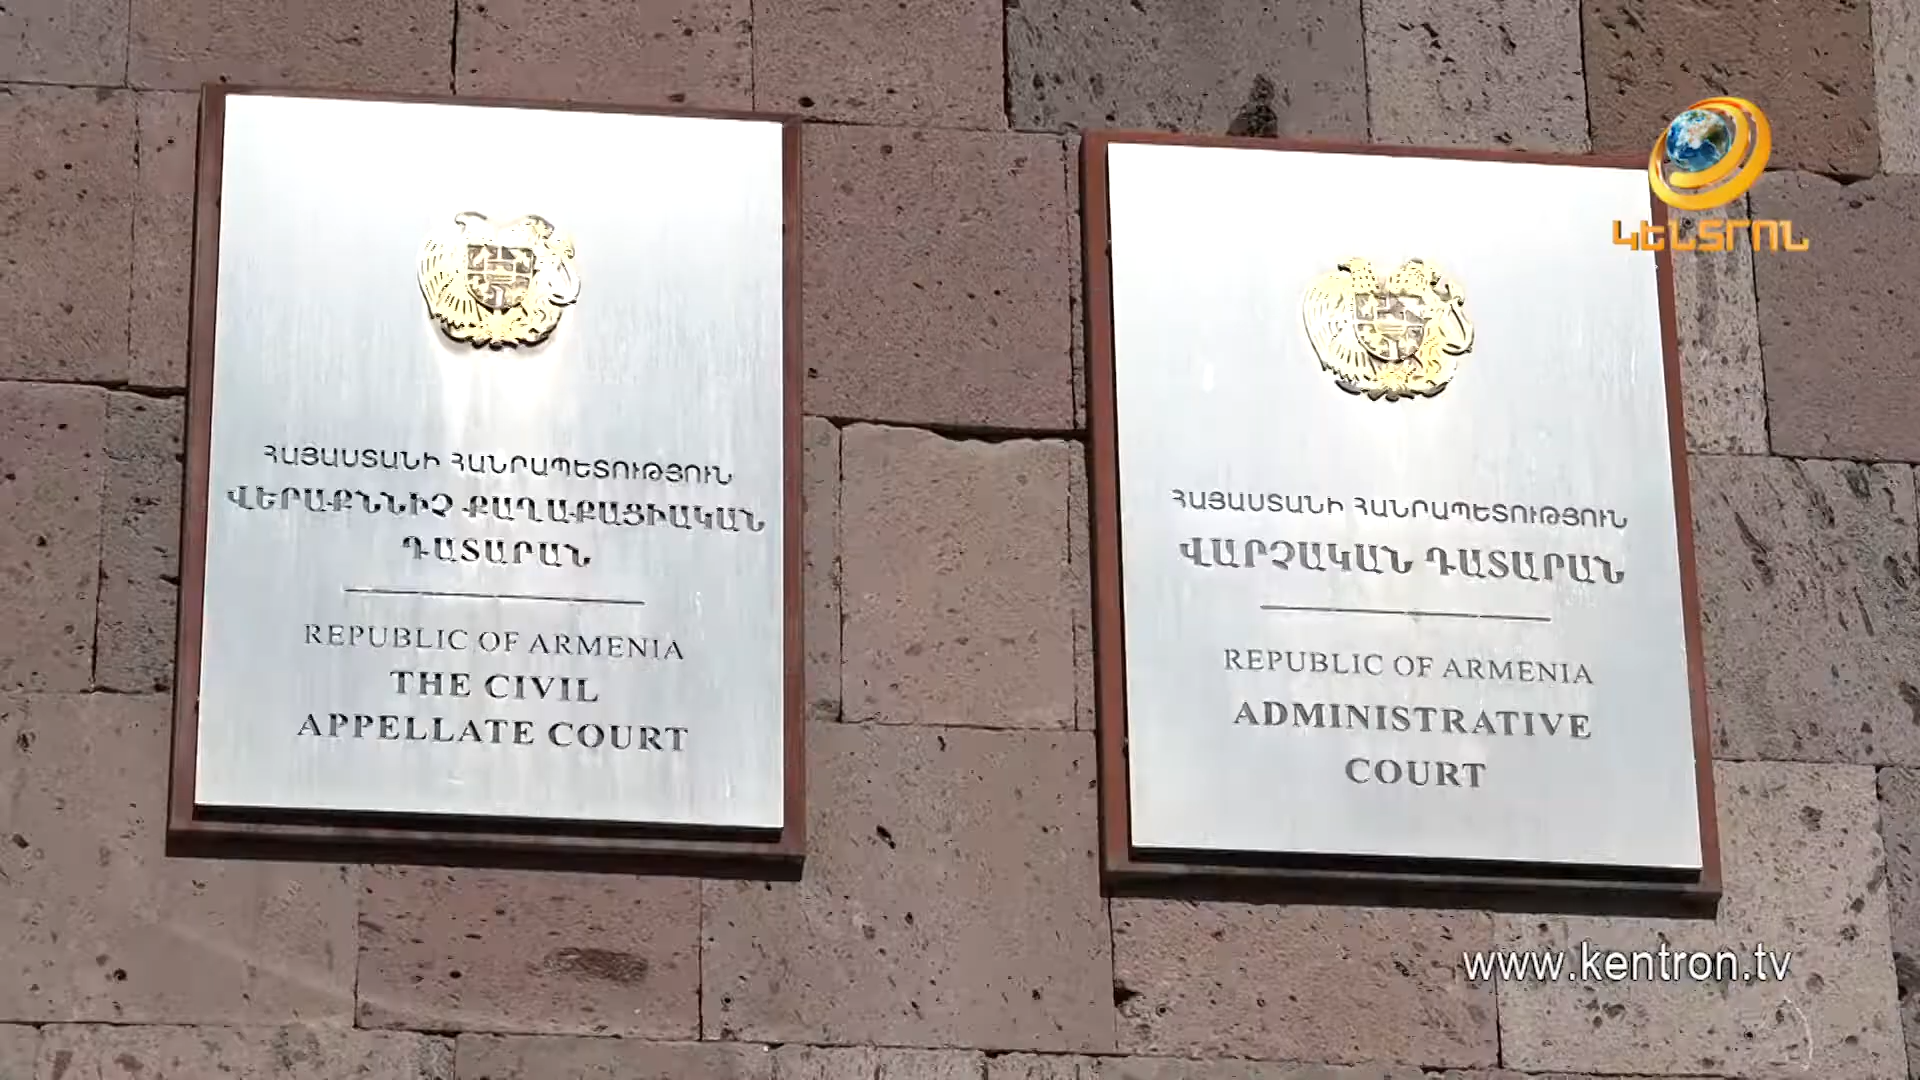 ՀԱՅԱՍՏԱՆԻ ՀԱՆՐԱՊԵՏՈՒԹՅՈՒՆ
ՎԵՐԱՔՆՆԻՉ ՔԱՂԱՔԱՑԻԱԿԱՆ
ԴԱՏԱՐԱՆ
REPUBLIC OF ARMENIA
THE CIVIL
APPELLATE COURT
ՀԱՅԱՍՏԱՆԻ ՀԱՆՐԱՊԵՏՈՒԹՅՈՒՆ
ՎԱՐՉԱԿԱՆ ԴԱՏԱՐԱՆ
REPUBLIC OF ARMENIA
ADMINISTRATIVE
COURT
ԿԵՆՏՐՈՆ
www.kentron.tv